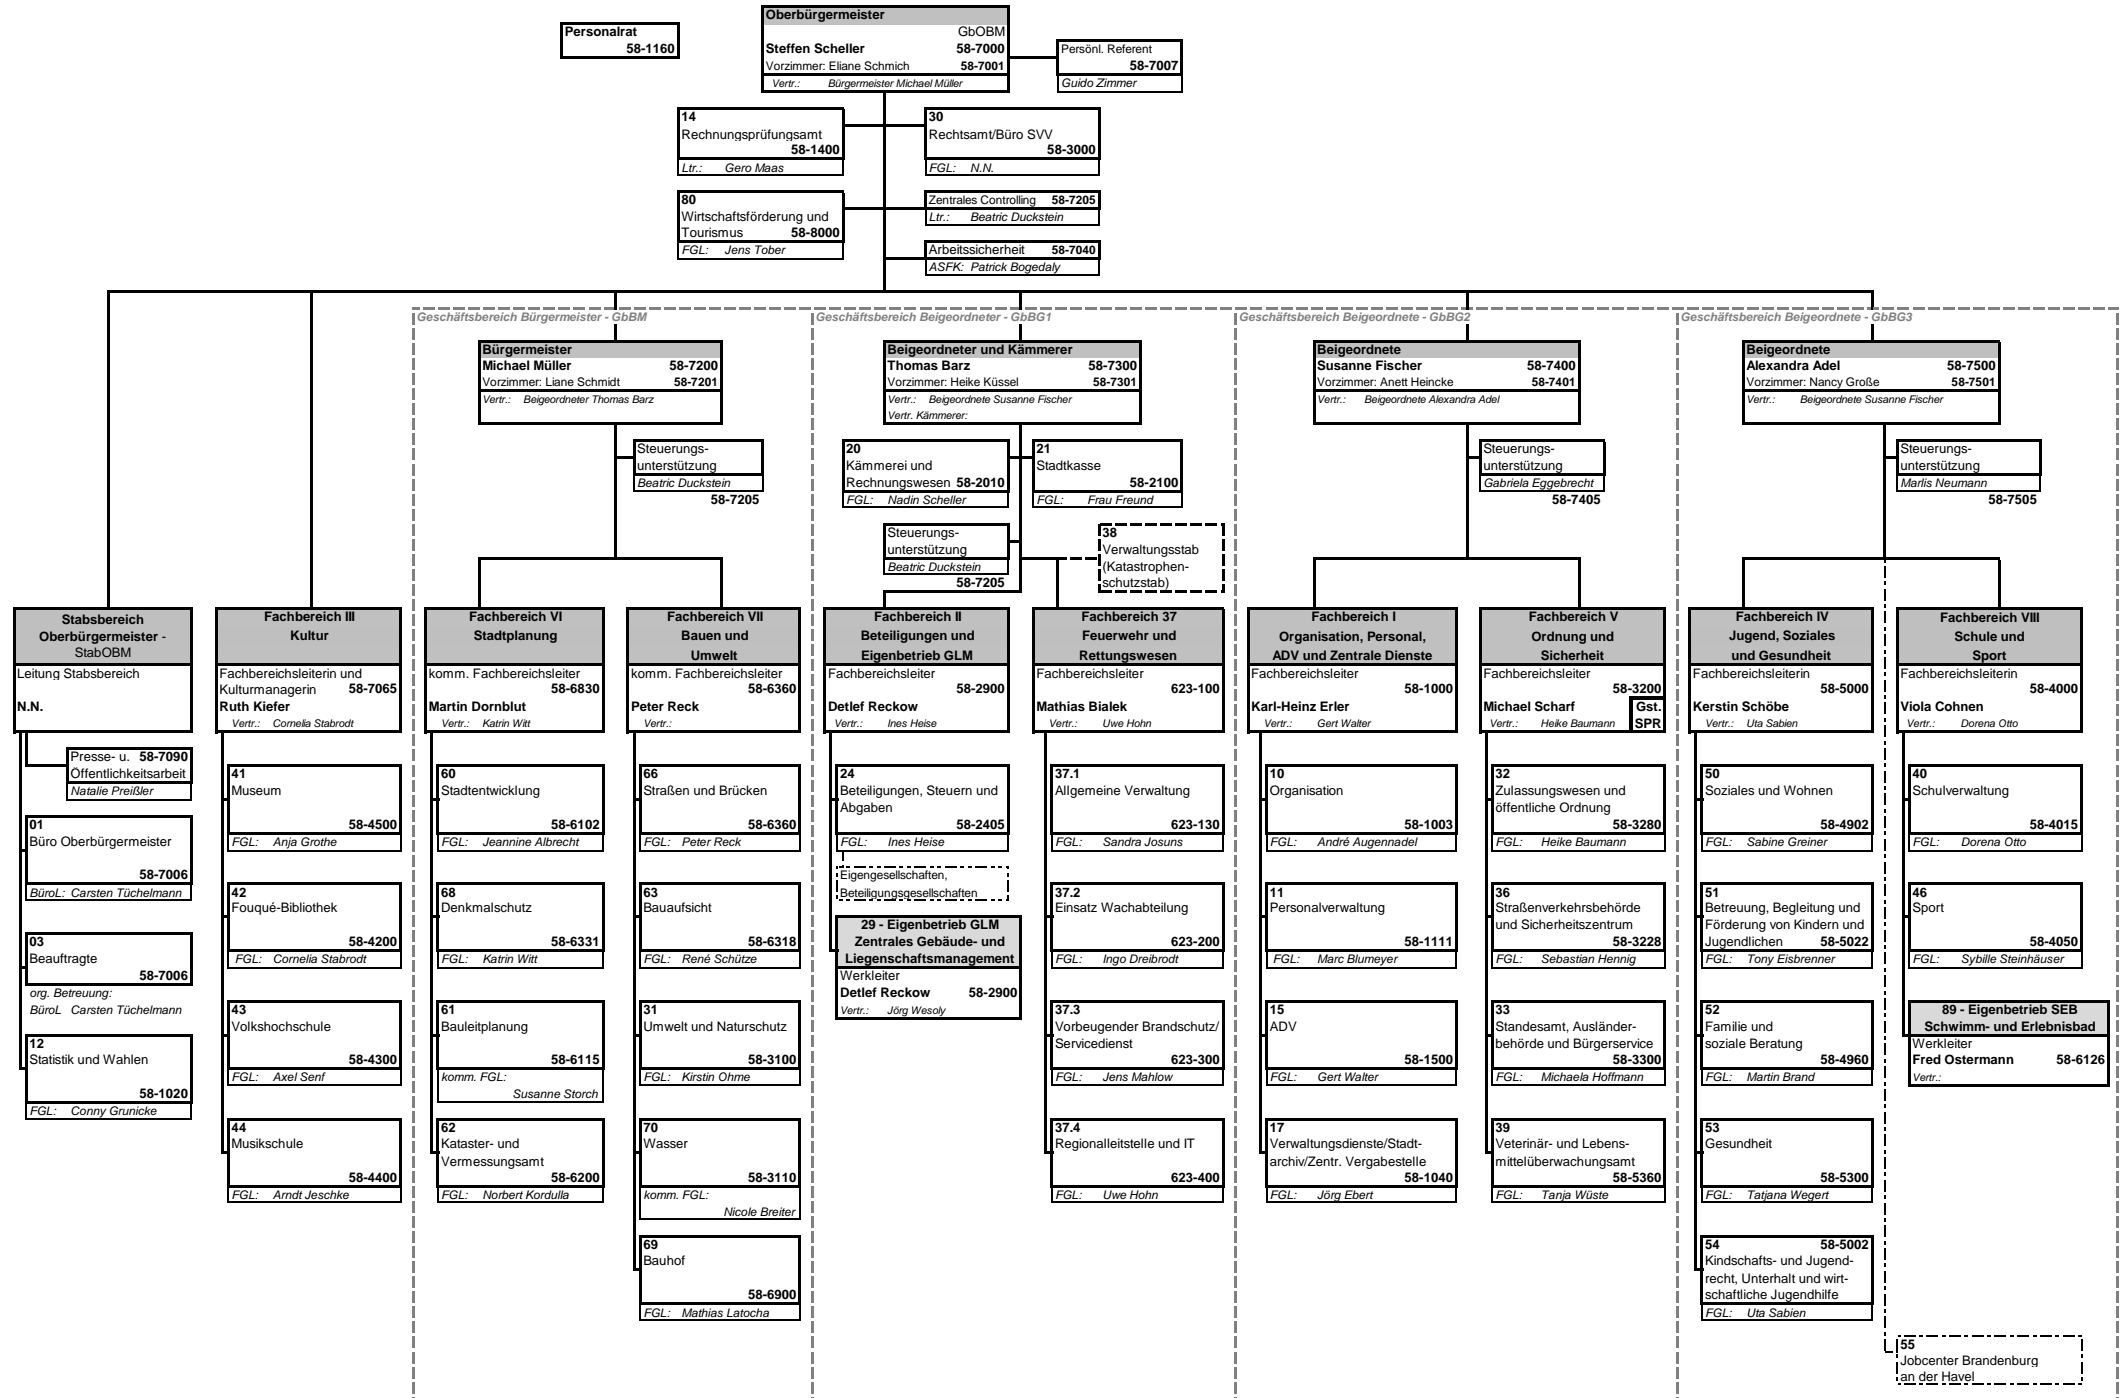 Personalrat
58-1160
Oberbürgermeister
GbOBM
Steffen Scheller 58-7000
Vorzimmer: Eliane Schmich 58-7001
Vertr.: Bürgermeister Michael Müller
Persönl. Referent
58-7007
Guido Zimmer
14
Rechnungsprüfungsamt
58-1400
Ltr.: Gero Maas
30
Rechtsamt/Büro SVV
58-3000
FGL: N.N.
80
Wirtschaftsförderung und
Tourismus 58-8000
FGL: Jens Tober
Zentrales Controlling 58-7205
Ltr.: Beatric Duckstein
Arbeitssicherheit 58-7040
ASFK: Patrick Bogedaly
Geschäftsbereich Bürgermeister - GbBM
Bürgermeister
Michael Müller 58-7200
Vorzimmer: Liane Schmidt 58-7201
Vertr.: Beigeordneter Thomas Barz
Steuerungs-
unterstützung
Beatric Duckstein
58-7205
Geschäftsbereich Beigeordneter - GbBG1
Beigeordneter und Kämmerer
Thomas Barz 58-7300
Vorzimmer: Heike Küssel 58-7301
Vertr.: Beigeordnete Susanne Fischer
Vertr. Kämmerer:
20
Kämmerei und
Rechnungswesen 58-2010
FGL: Nadin Scheller
21
Stadtkasse
58-2100
FGL: Frau Freund
Steuerungs-
unterstützung
Beatric Duckstein
58-7205
38
Verwaltungsstab
(Katastrophen-
schutzstab)
Geschäftsbereich Beigeordnete - GbBG2
Beigeordnete
Susanne Fischer 58-7400
Vorzimmer: Anett Heincke 58-7401
Vertr.: Beigeordnete Alexandra Adel
Steuerungs-
unterstützung
Gabriela Eggebrecht
58-7405
Geschäftsbereich Beigeordnete - GbBG3
Beigeordnete
Alexandra Adel 58-7500
Vorzimmer: Nancy Große 58-7501
Vertr.: Beigeordnete Susanne Fischer
Steuerungs-
unterstützung
Marlis Neumann
58-7505
Stabsbereich
Oberbürgermeister -
StabOBM
Leitung Stabsbereich
N.N.
Presse- u. 58-7090
Öffentlichkeitsarbeit
Natalie Preißler
01
Büro Oberbürgermeister
58-7006
BüroL: Carsten Tüchelmann
03
Beauftragte
58-7006
org. Betreuung:
BüroL Carsten Tüchelmann
12
Statistik und Wahlen
58-1020
FGL: Conny Grunicke
Fachbereich III
Kultur
Fachbereichsleiterin und
Kulturmanagerin 58-7065
Ruth Kiefer
Vertr.: Cornelia Stabrodt
41
Museum
58-4500
FGL: Anja Grothe
42
Fouqué-Bibliothek
58-4200
FGL: Cornelia Stabrodt
43
Volkshochschule
58-4300
FGL: Axel Senf
44
Musikschule
58-4400
FGL: Arndt Jeschke
Fachbereich VI
Stadtplanung
komm. Fachbereichsleiter
58-6830
Martin Dornblut
Vertr.: Katrin Witt
60
Stadtentwicklung
58-6102
FGL: Jeannine Albrecht
68
Denkmalschutz
58-6331
FGL: Katrin Witt
61
Bauleitplanung
58-6115
komm. FGL:
Susanne Storch
62
Kataster- und
Vermessungsamt
58-6200
FGL: Norbert Kordulla
Fachbereich VII
Bauen und
Umwelt
komm. Fachbereichsleiter
58-6360
Peter Reck
Vertr.:
66
Straßen und Brücken
58-6360
FGL: Peter Reck
63
Bauaufsicht
58-6318
FGL: René Schütze
31
Umwelt und Naturschutz
58-3100
FGL: Kirstin Ohme
70
Wasser
58-3110
komm. FGL:
Nicole Breiter
69
Bauhof
58-6900
FGL: Mathias Latocha
Fachbereich II
Beteiligungen und
Eigenbetrieb GLM
Fachbereichsleiter
58-2900
Detlef Reckow
Vertr.: Ines Heise
24
Beteiligungen, Steuern und
Abgaben
58-2405
FGL: Ines Heise
Eigengesellschaften,
Beteiligungsgesellschaften
29 - Eigenbetrieb GLM
Zentrales Gebäude- und
Liegenschaftsmanagement
Werkleiter
Detlef Reckow 58-2900
Vertr.: Jörg Wesoly
Fachbereich 37
Feuerwehr und
Rettungswesen
Fachbereichsleiter
623-100
Mathias Bialek
Vertr.: Uwe Hohn
37.1
Allgemeine Verwaltung
623-130
FGL: Sandra Josuns
37.2
Einsatz Wachabteilung
623-200
FGL: Ingo Dreibrodt
37.3
Vorbeugender Brandschutz/
Servicedienst
623-300
FGL: Jens Mahlow
37.4
Regionalleitstelle und IT
623-400
FGL: Uwe Hohn
Fachbereich I
Organisation, Personal,
ADV und Zentrale Dienste
Fachbereichsleiter
58-1000
Karl-Heinz Erler
Vertr.: Gert Walter
10
Organisation
58-1003
FGL: André Augennadel
11
Personalverwaltung
58-1111
FGL: Marc Blumeyer
15
ADV
58-1500
FGL: Gert Walter
17
Verwaltungsdienste/Stadt-
archiv/Zentr. Vergabestelle
58-1040
FGL: Jörg Ebert
Fachbereich V
Ordnung und
Sicherheit
Fachbereichsleiter
58-3200
Michael Scharf Gst.
Vertr.: Heike Baumann SPR
32
Zulassungswesen und
öffentliche Ordnung
58-3280
FGL: Heike Baumann
36
Straßenverkehrsbehörde
und Sicherheitszentrum
58-3228
FGL: Sebastian Hennig
33
Standesamt, Ausländer-
behörde und Bürgerservice
58-3300
FGL: Michaela Hoffmann
39
Veterinär- und Lebens-
mittelüberwachungsamt
58-5360
FGL: Tanja Wüste
Fachbereich IV
Jugend, Soziales
und Gesundheit
Fachbereichsleiterin
58-5000
Kerstin Schöbe
Vertr.: Uta Sabien
50
Soziales und Wohnen
58-4902
FGL: Sabine Greiner
51
Betreuung, Begleitung und
Förderung von Kindern und
Jugendlichen 58-5022
FGL: Tony Eisbrenner
52
Familie und
soziale Beratung
58-4960
FGL: Martin Brand
53
Gesundheit
58-5300
FGL: Tatjana Wegert
54 58-5002
Kindschafts- und Jugend-
recht, Unterhalt und wirt-
schaftliche Jugendhilfe
FGL: Uta Sabien
Fachbereich VIII
Schule und
Sport
Fachbereichsleiterin
58-4000
Viola Cohnen
Vertr.: Dorena Otto
40
Schulverwaltung
58-4015
FGL: Dorena Otto
46
Sport
58-4050
FGL: Sybille Steinhäuser
89 - Eigenbetrieb SEB
Schwimm- und Erlebnisbad
Werkleiter
Fred Ostermann 58-6126
Vertr.:
55
Jobcenter Brandenburg
an der Havel